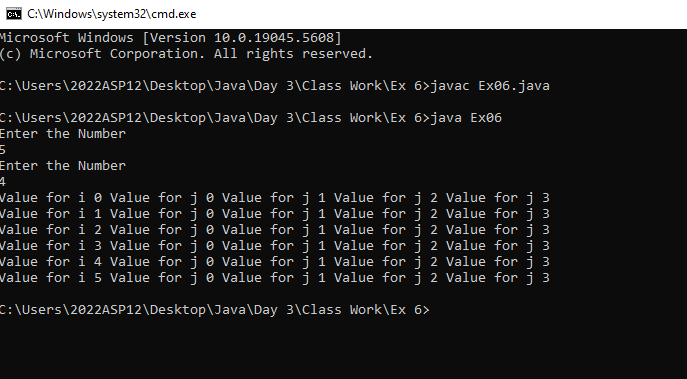 C:\Windows\system32\cmd.exe
Microsoft Windows [Version 10.0.19045.5608]
(c) Microsoft Corporation. All rights reserved.
C:\Users\2022ASP12\Desktop\Java\Day 3\Class Work\Ex 6>javac Ex06.java
C:\Users\2022ASP12\Desktop\Java\Day 3\Class Work\Ex 6>java Ex06
Enter the Number
5
Enter the Number
4
Value for i 0 Value for j 0 Value for j 1 Value for j 2 Value for j 3
Value for i 1 Value for j 0 Value for j 1 Value for j 2 Value for j 3
Value for i 2 Value for j 0 Value for j 1 Value for j 2 Value for j 3
Value for i 3 Value for j 0 Value for j 1 Value for j 2 Value for j 3
Value for i 4 Value for j 0 Value for j 1 Value for j 2 Value for j 3
Value for i 5 Value for j 0 Value for j 1 Value for j 2 Value for j 3
C:\Users\2022ASP12\Desktop\Java\Day 3\Class Work\Ex 6>